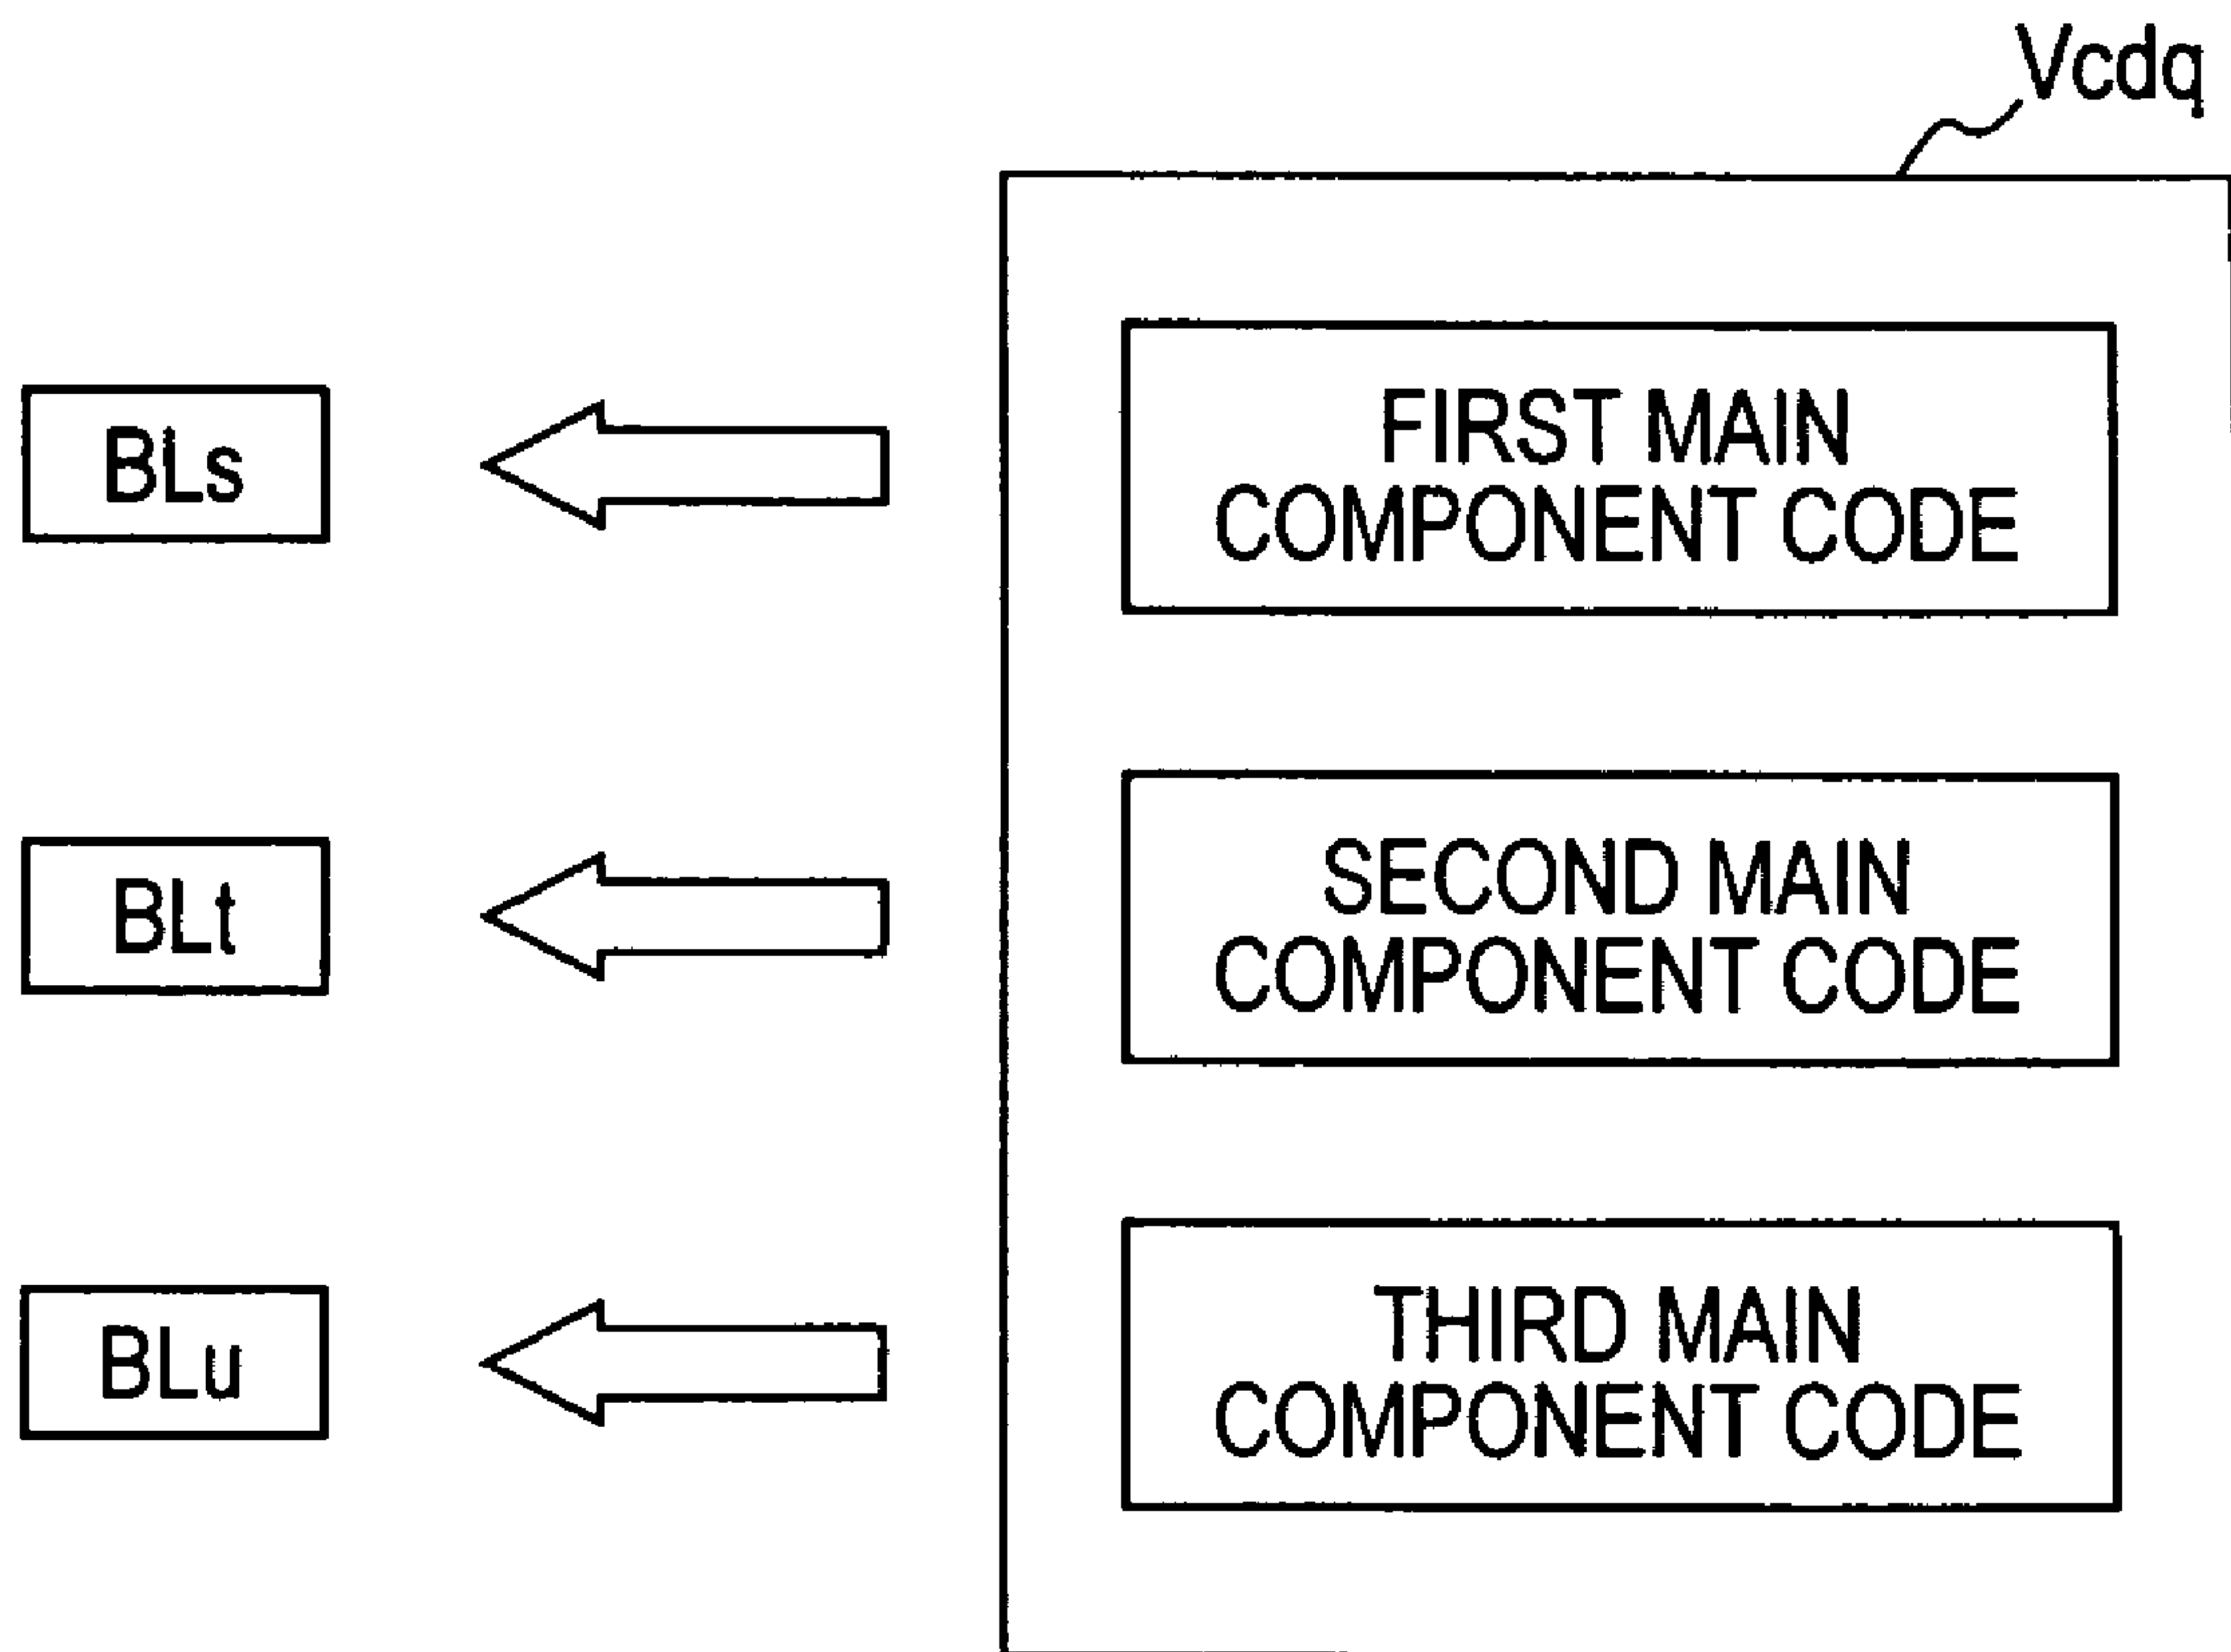 Vcdq
BLs
FIRST MAIN
COMPONENT CODE
BLt
SECOND MAIN
COMPONENT CODE
BLu
THIRD MAIN
COMPONENT CODE